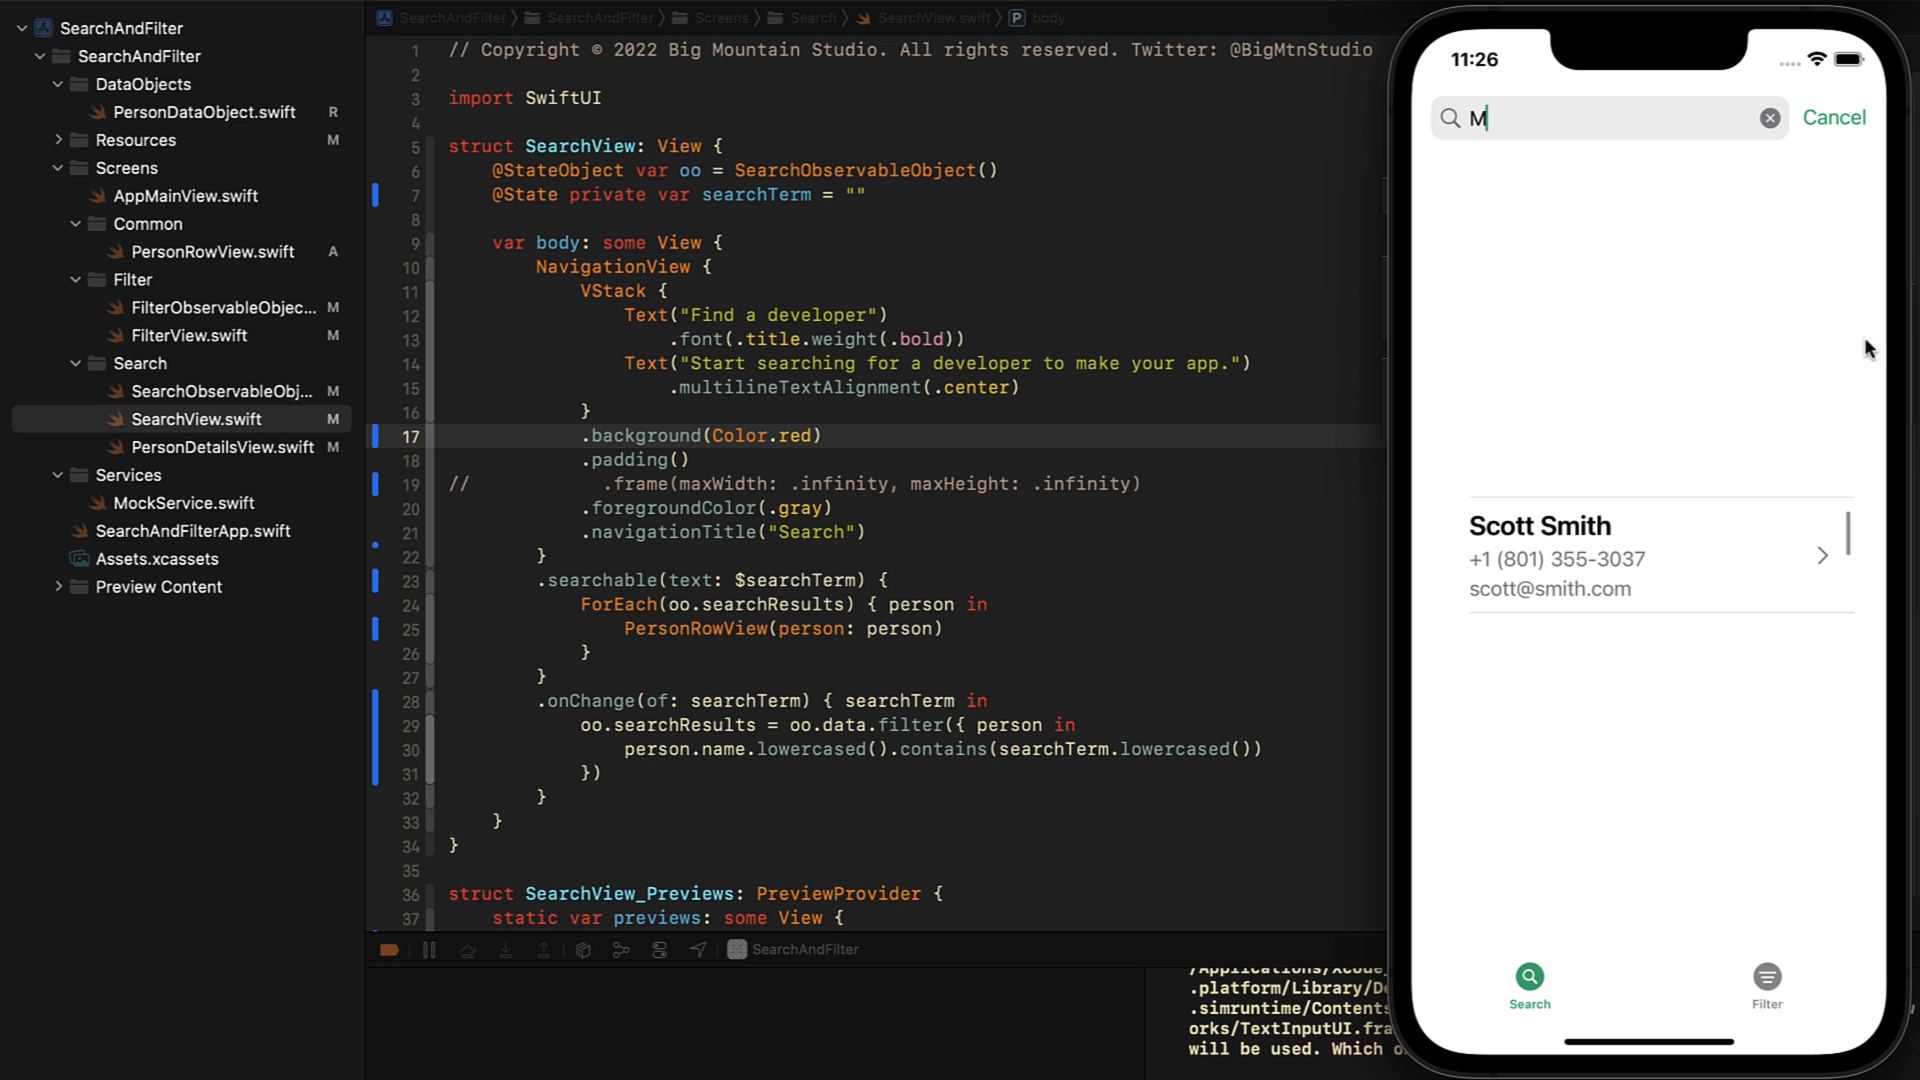 SearchAndFilter
SearchAndFilter
DataObjects
PersonDataObject.swift R
Resources M
Screens
AppMainView.swift
Common
PersonRowView.swift A
Filter
FilterObservableObjec... M
FilterView.swift M
Search
SearchObservableObj... M
SearchView.swift M
PersonDetailsView.swift M
Services
MockService.swift
SearchAndFilterApp.swift
Assets.xcassets
Preview Content
SearchAndFilter SearchAndFilter Screens Search SearchView.swift P body
1 // Copyright © 2022 Big Mountain Studio. All rights reserved. Twitter: @BigMtnStudio
2
3 import SwiftUI
4
5 struct SearchView: View {
6 @StateObject var oo = SearchObservableObject()
7 @State private var searchTerm = ""
8
9 var body: some View {
10 NavigationView {
11 VStack {
12 Text("Find a developer")
13 .font(.title.weight(.bold))
14 Text("Start searching for a developer to make your app.")
15 .multilineTextAlignment(.center)
16 }
17 .background(Color.red)
18 .padding()
19 // .frame(maxWidth: .infinity, maxHeight: .infinity)
20 .foregroundColor(.gray)
21 .navigationTitle("Search")
22 }
23 .searchable(text: $searchTerm) {
24 ForEach(oo.searchResults) { person in
25 PersonRowView(person: person)
26 }
27 }
28 .onChange(of: searchTerm) { searchTerm in
29 oo.searchResults = oo.data.filter({ person in
30 person.name.lowercased().contains(searchTerm.lowercased())
31 })
32 }
33 }
34 }
35
36 struct SearchView_Previews: PreviewProvider {
37 static var previews: some View {
SearchAndFilter
/Applications/Xcode
.platform/Library/De
.simruntime/Contents
orks/TextInputUI.fra
will be used. Which o
11:26
M
Cancel
Scott Smith
+1 (801) 355-3037
scott@smith.com
Search
Filter